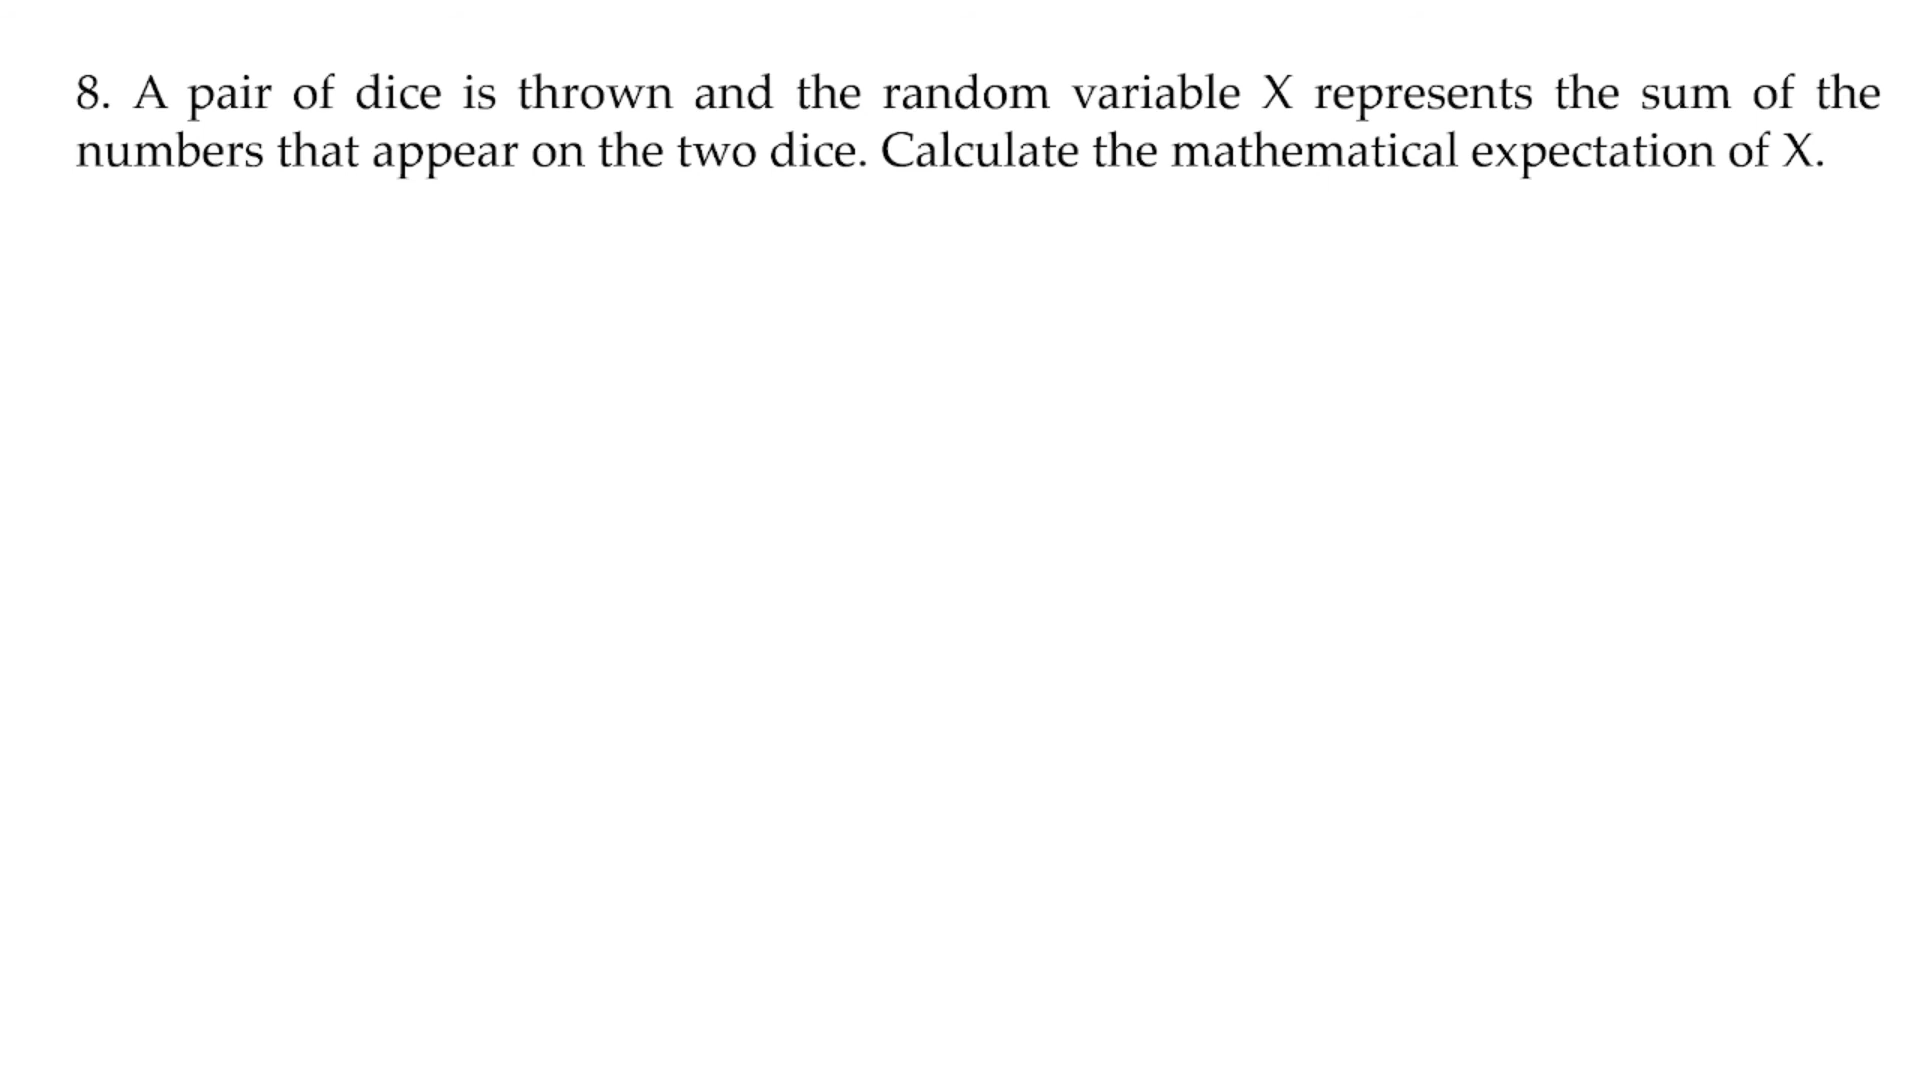 8. A pair of dice is thrown and the random variable X represents the sum of the
numbers that appear on the two dice. Calculate the mathematical expectation of X.